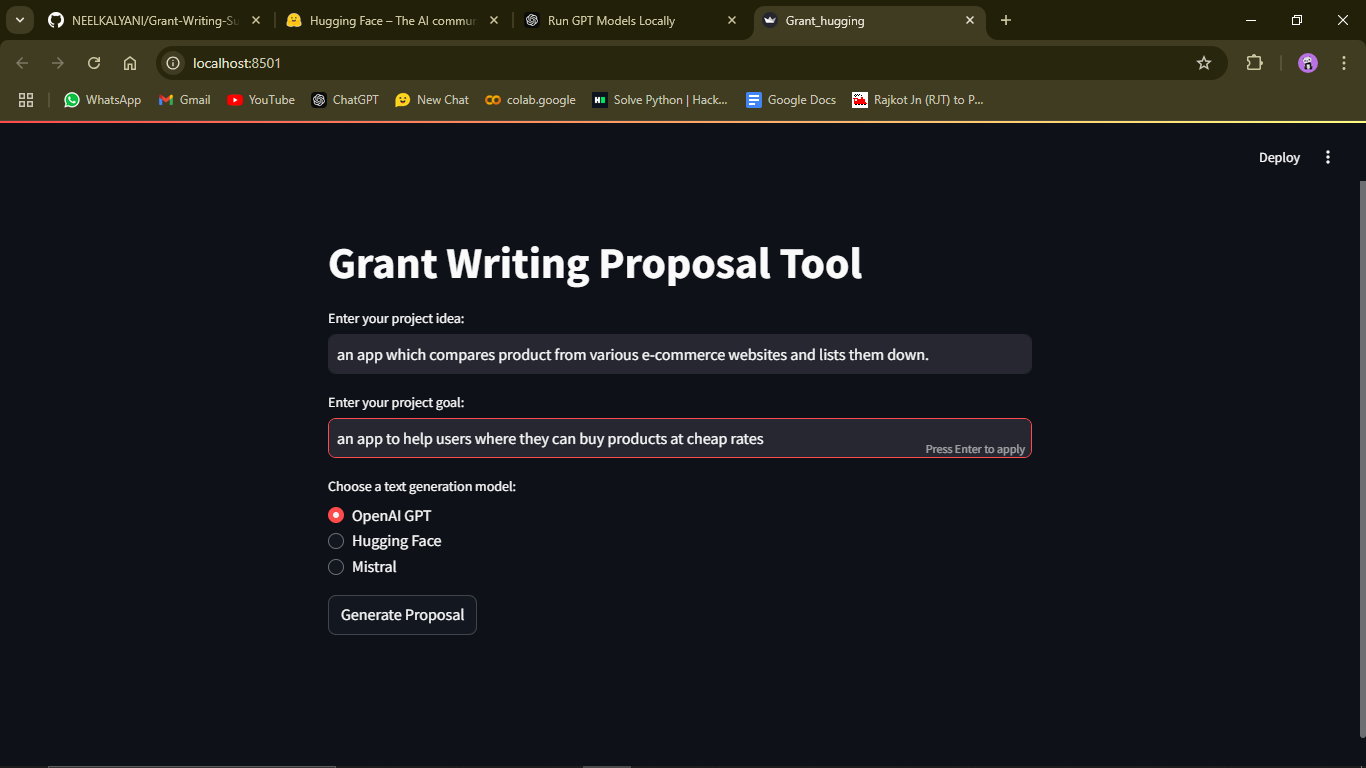 NEELKALYANI/Grant-Writing-Su
Hugging Face – The AI commun
Run GPT Models Locally
Grant_hugging
localhost:8501
WhatsApp
Gmail
YouTube
ChatGPT
New Chat
colab.google
Solve Python | Hack...
Google Docs
Rajkot Jn (RJT) to P...
Deploy
Grant Writing Proposal Tool
Enter your project idea:
an app which compares product from various e-commerce websites and lists them down.
Enter your project goal:
an app to help users where they can buy products at cheap rates
Press Enter to apply
Choose a text generation model:
OpenAI GPT
Hugging Face
Mistral
Generate Proposal